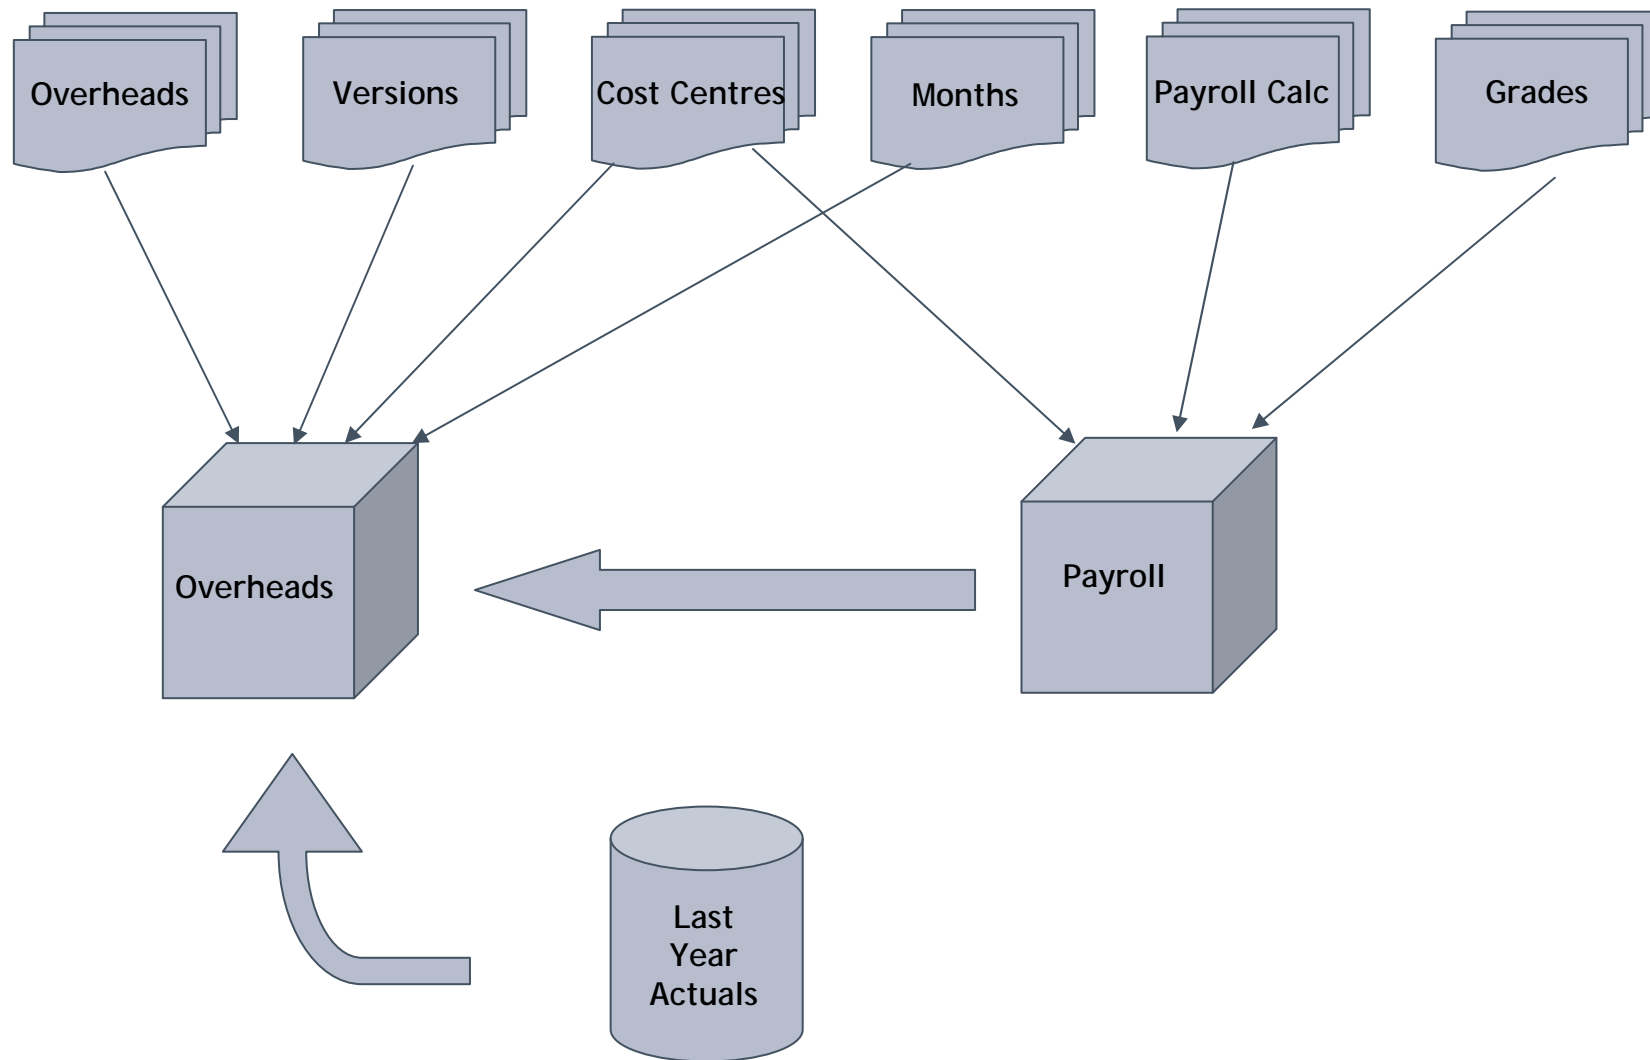 Overheads
Versions
Cost Centres
Months
Payroll Calc
Grades
Overheads
Payroll
Last
Year
Actuals